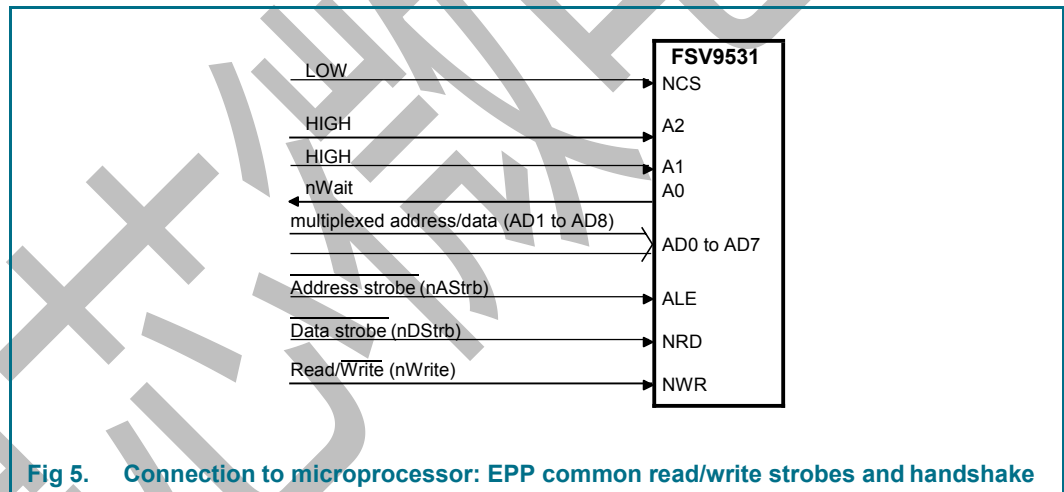 FSV9531
LOW
NCS
HIGH
A2
HIGH
A1
nWait
A0
multiplexed address/data (AD1 to AD8)
AD0 to AD7
Address strobe (nAStrb)
ALE
Data strobe (nDStrb)
NRD
Read/Write (nWrite)
NWR
Fig 5. Connection to microprocessor: EPP common read/write strobes and handshake